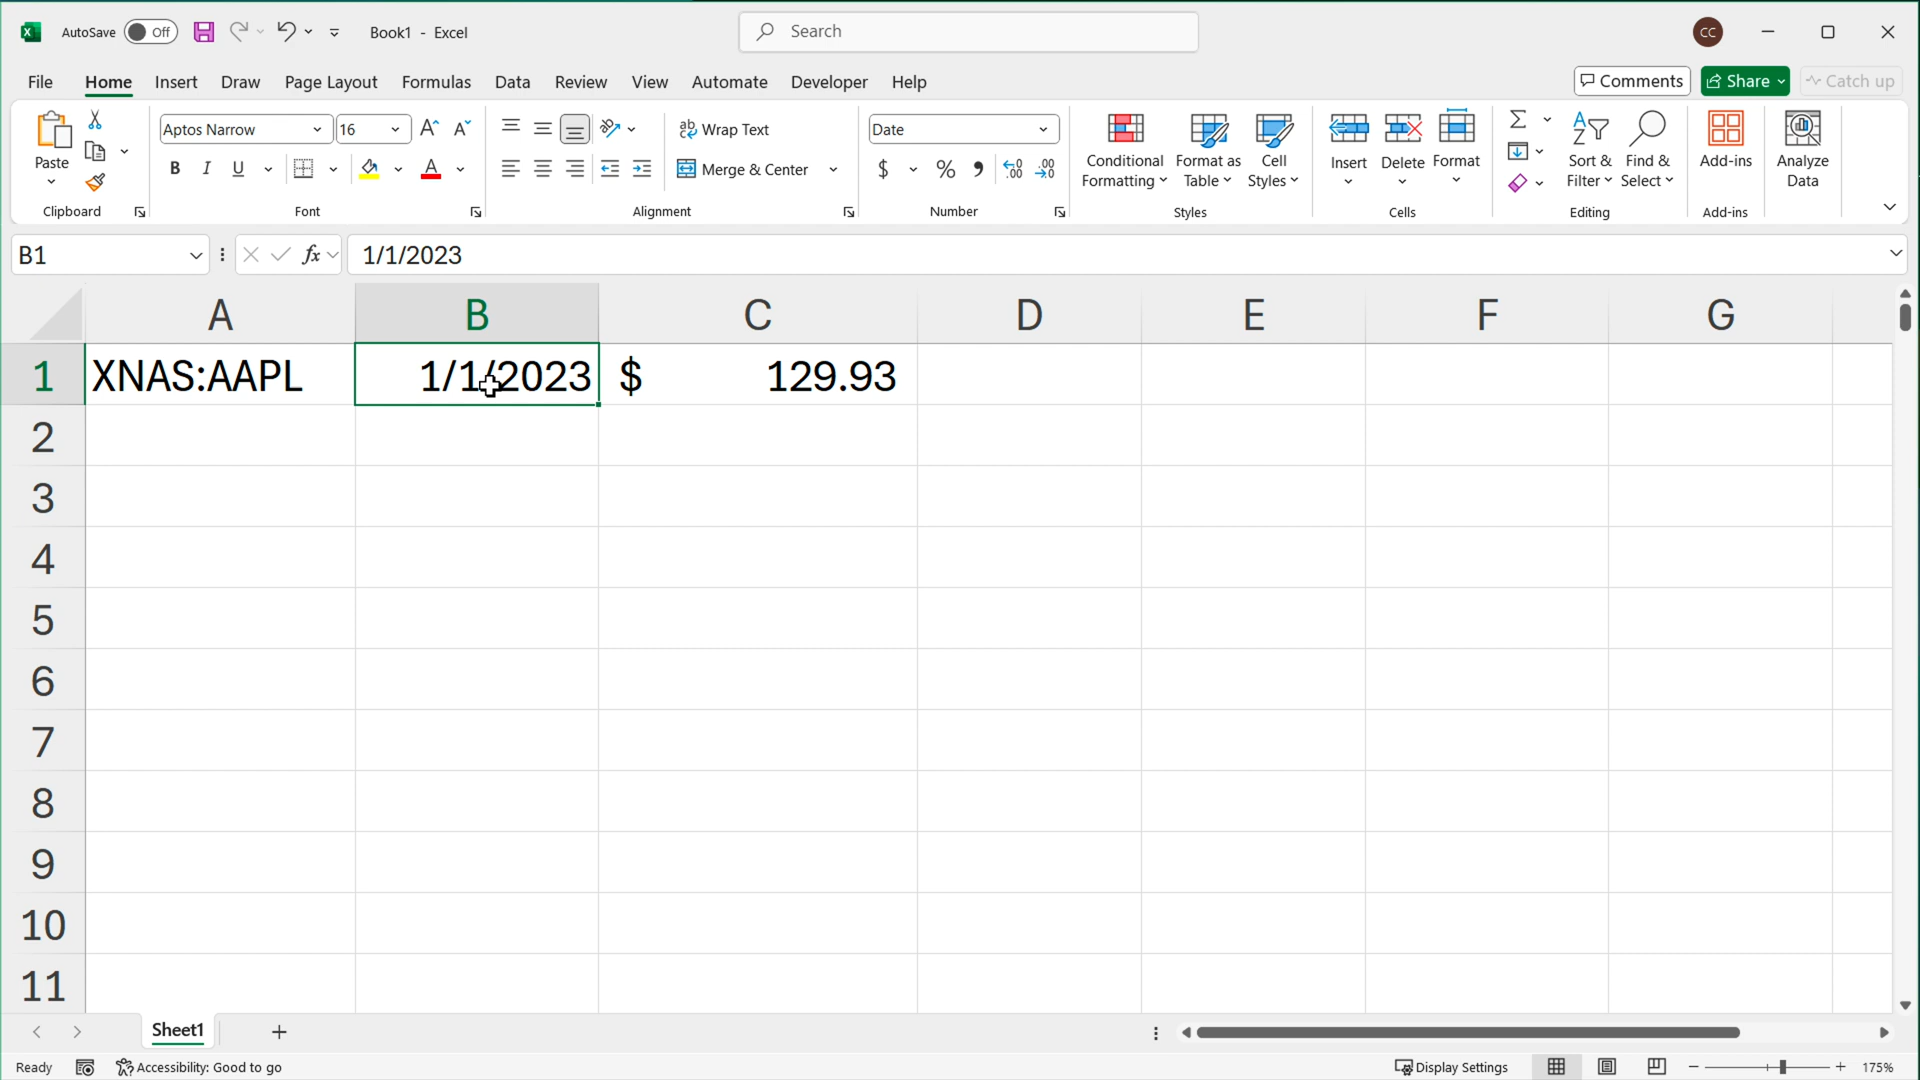 AutoSave Off Book1 - Excel Search CC
File Home Insert Draw Page Layout Formulas Data Review View Automate Developer Help Comments Share Catch up
Paste
Clipboard
Aptos Narrow 16
B I U
Font
Wrap Text
Merge & Center
Alignment
Date
$ %
Number
Conditional Formatting
Format as Table
Cell Styles
Styles
Insert Delete Format
Cells
Sort & Filter
Find & Select
Editing
Add-ins
Add-ins
Analyze Data
B1 fx 1/1/2023
A B C D E F G
1 XNAS:AAPL 1/1/2023 $ 129.93
2
3
4
5
6
7
8
9
10
11
Sheet1
Ready Accessibility: Good to go Display Settings 175%